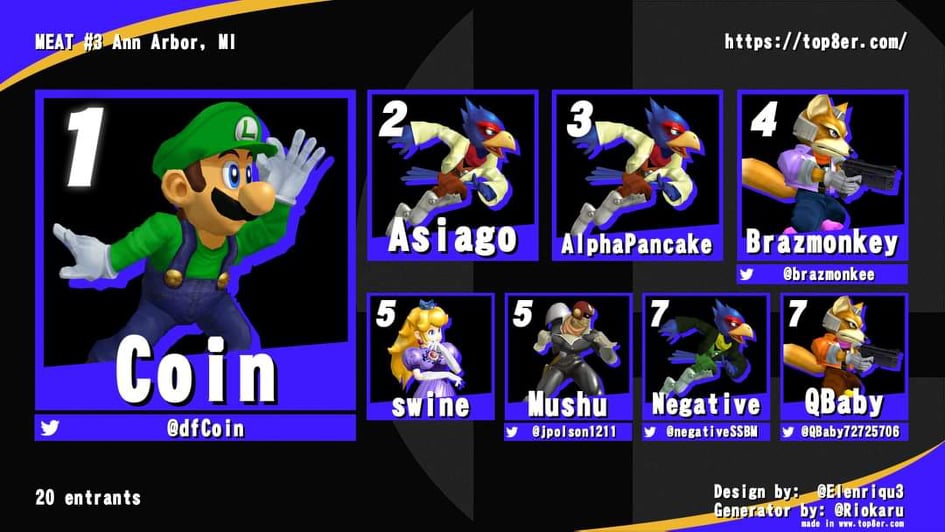 MEAT #3 Ann Arbor, MI
https://top8er.com/
1
L
Coin
@dfCoin
2
Asiago
3
AlphaPancake
4
Brazmonkey
@brazmonkee
5
swine
5
Mushu
@jpolson1211
7
Negative
@negativeSSBM
7
QBaby
@QBaby72725706
20 entrants
Design by: @Elenriqu3
Generator by: @Riokaru
made in www.top8er.com